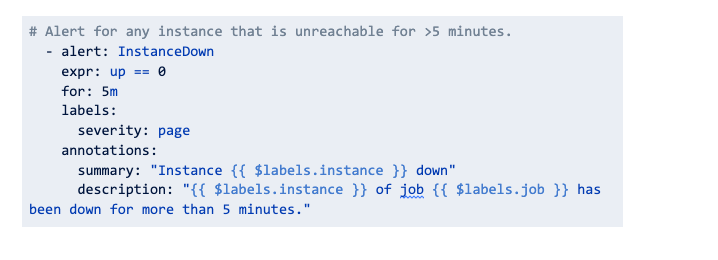 # Alert for any instance that is unreachable for >5 minutes.
  - alert: InstanceDown
    expr: up == 0
    for: 5m
    labels:
      severity: page
    annotations:
      summary: "Instance {{ $labels.instance }} down"
      description: "{{ $labels.instance }} of job {{ $labels.job }} has
been down for more than 5 minutes."